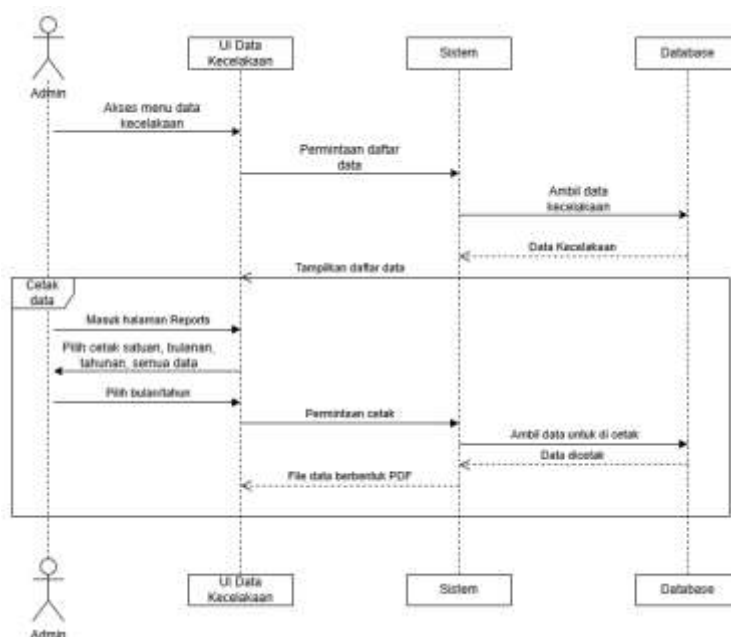 UI Data
Kecelakaan
Sistem
Database
Admin
Akses menu data
kecelakaan
Permintaan daftar
data
Ambil data
kecelakaan
Data Kecelakaan
Tampilkan daftar data
Cetak
data
Masuk halaman Reports
Pilih cetak satuan, bulanan,
tahunan, semua data
Pilih bulan/tahun
Permintaan cetak
Ambil data untuk di cetak
Data dicetak
File data berbentuk PDF
UI Data
Kecelakaan
Sistem
Database
Admin